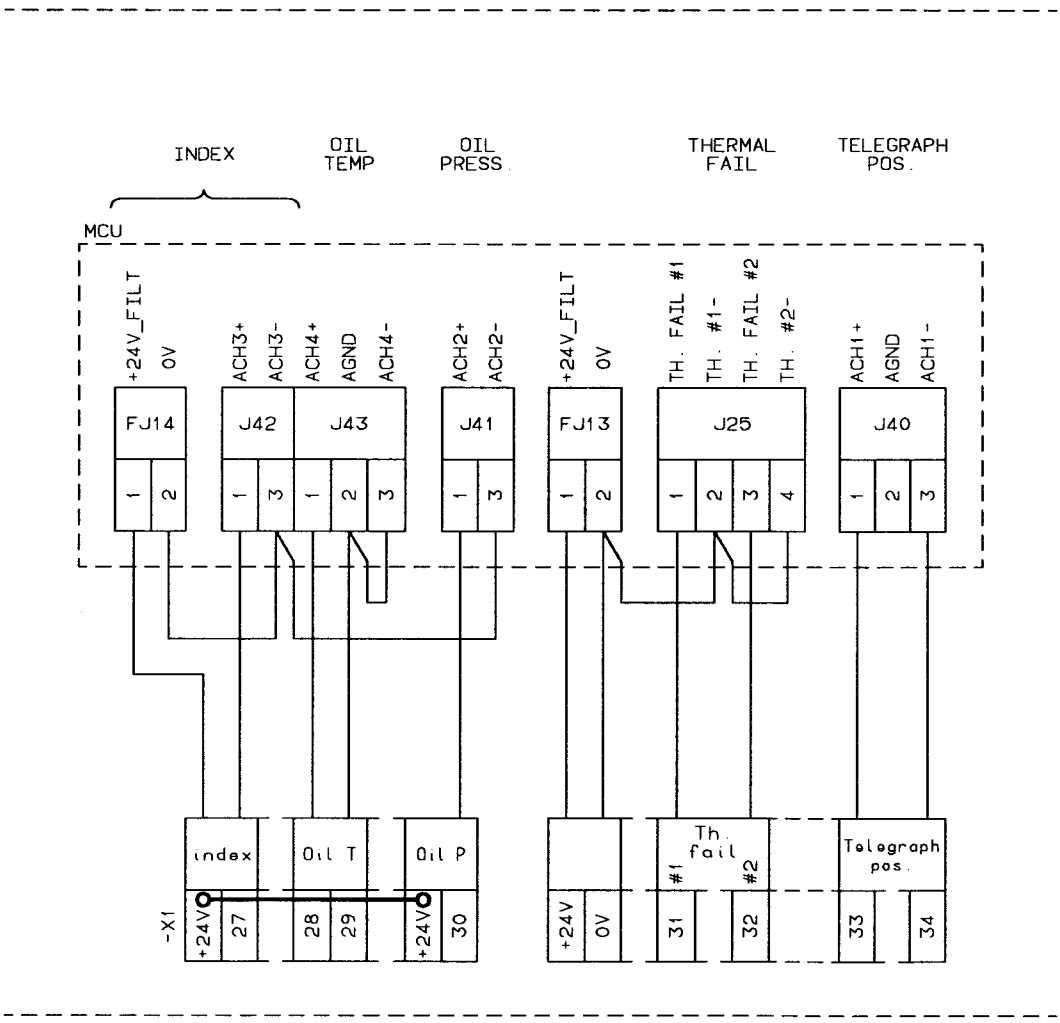 INDEX
OIL
TEMP
OIL
PRESS.
THERMAL
FAIL
TELEGRAPH
POS.
MCU
+24V_FILT
0V
ACH3+
ACH3-
ACH4+
AGND
ACH4-
ACH2+
ACH2-
+24V_FILT
0V
TH. FAIL #1
TH. #1-
TH. FAIL #2
TH. #2-
ACH1+
AGND
ACH1-
FJ14
J42
J43
J41
FJ13
J25
J40
1
2
1
3
1
2
3
1
3
1
2
1
2
3
4
1
2
3
index
Oil T
Oil P
Th.
fail
#1
#2
Telegraph
pos.
-X1
+24V
27
28
29
+24V
30
+24V
0V
31
32
33
34